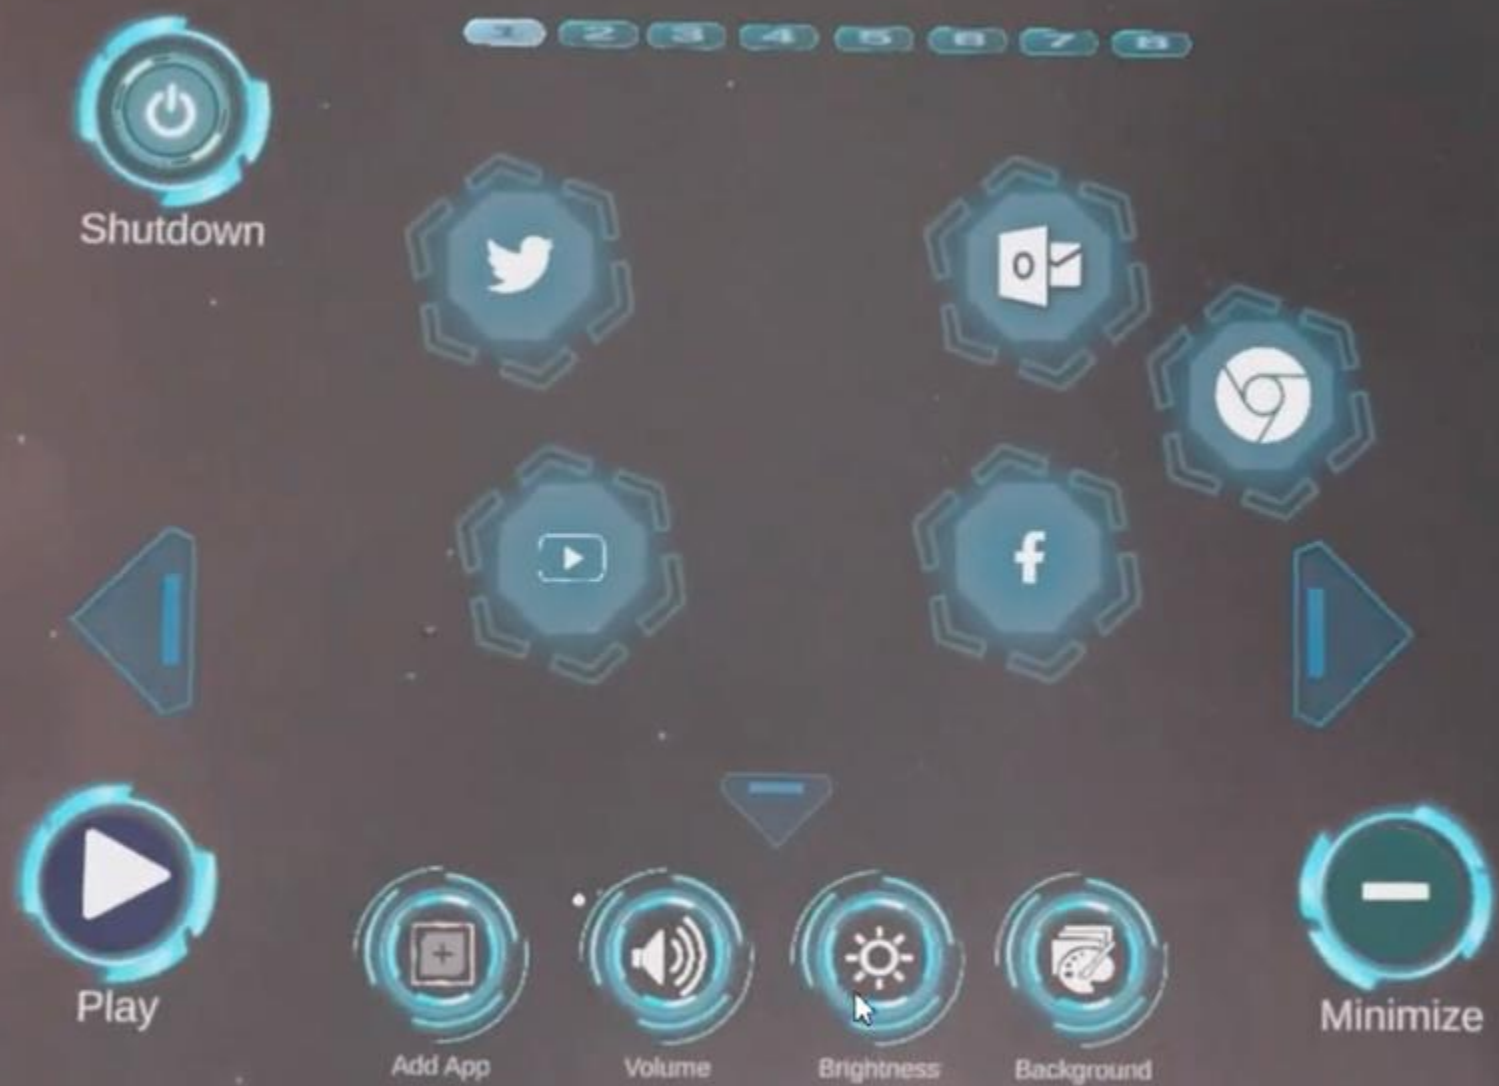 1 2 3 4 5 6 7 8
Shutdown
Play
Add App
Volume
Brightness
Background
Minimize